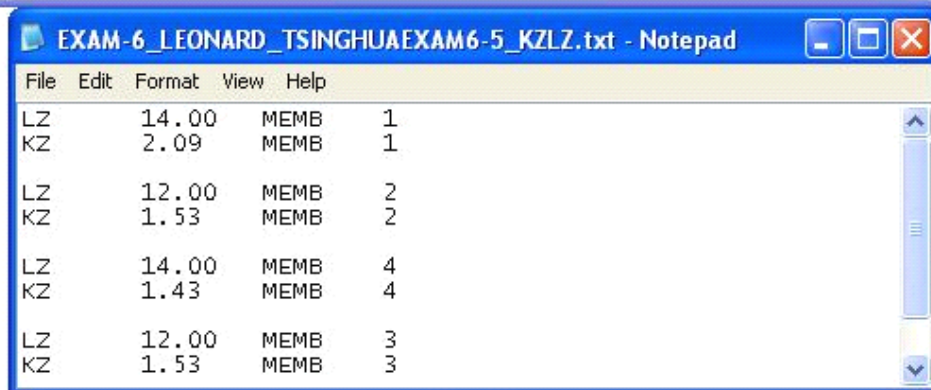 EXAM-6_LEONARD_TSINGHUAEXAM6-5_KZLZ.txt - Notepad
File Edit Format View Help
LZ 14.00 MEMB 1
KZ 2.09 MEMB 1
LZ 12.00 MEMB 2
KZ 1.53 MEMB 2
LZ 14.00 MEMB 4
KZ 1.43 MEMB 4
LZ 12.00 MEMB 3
KZ 1.53 MEMB 3